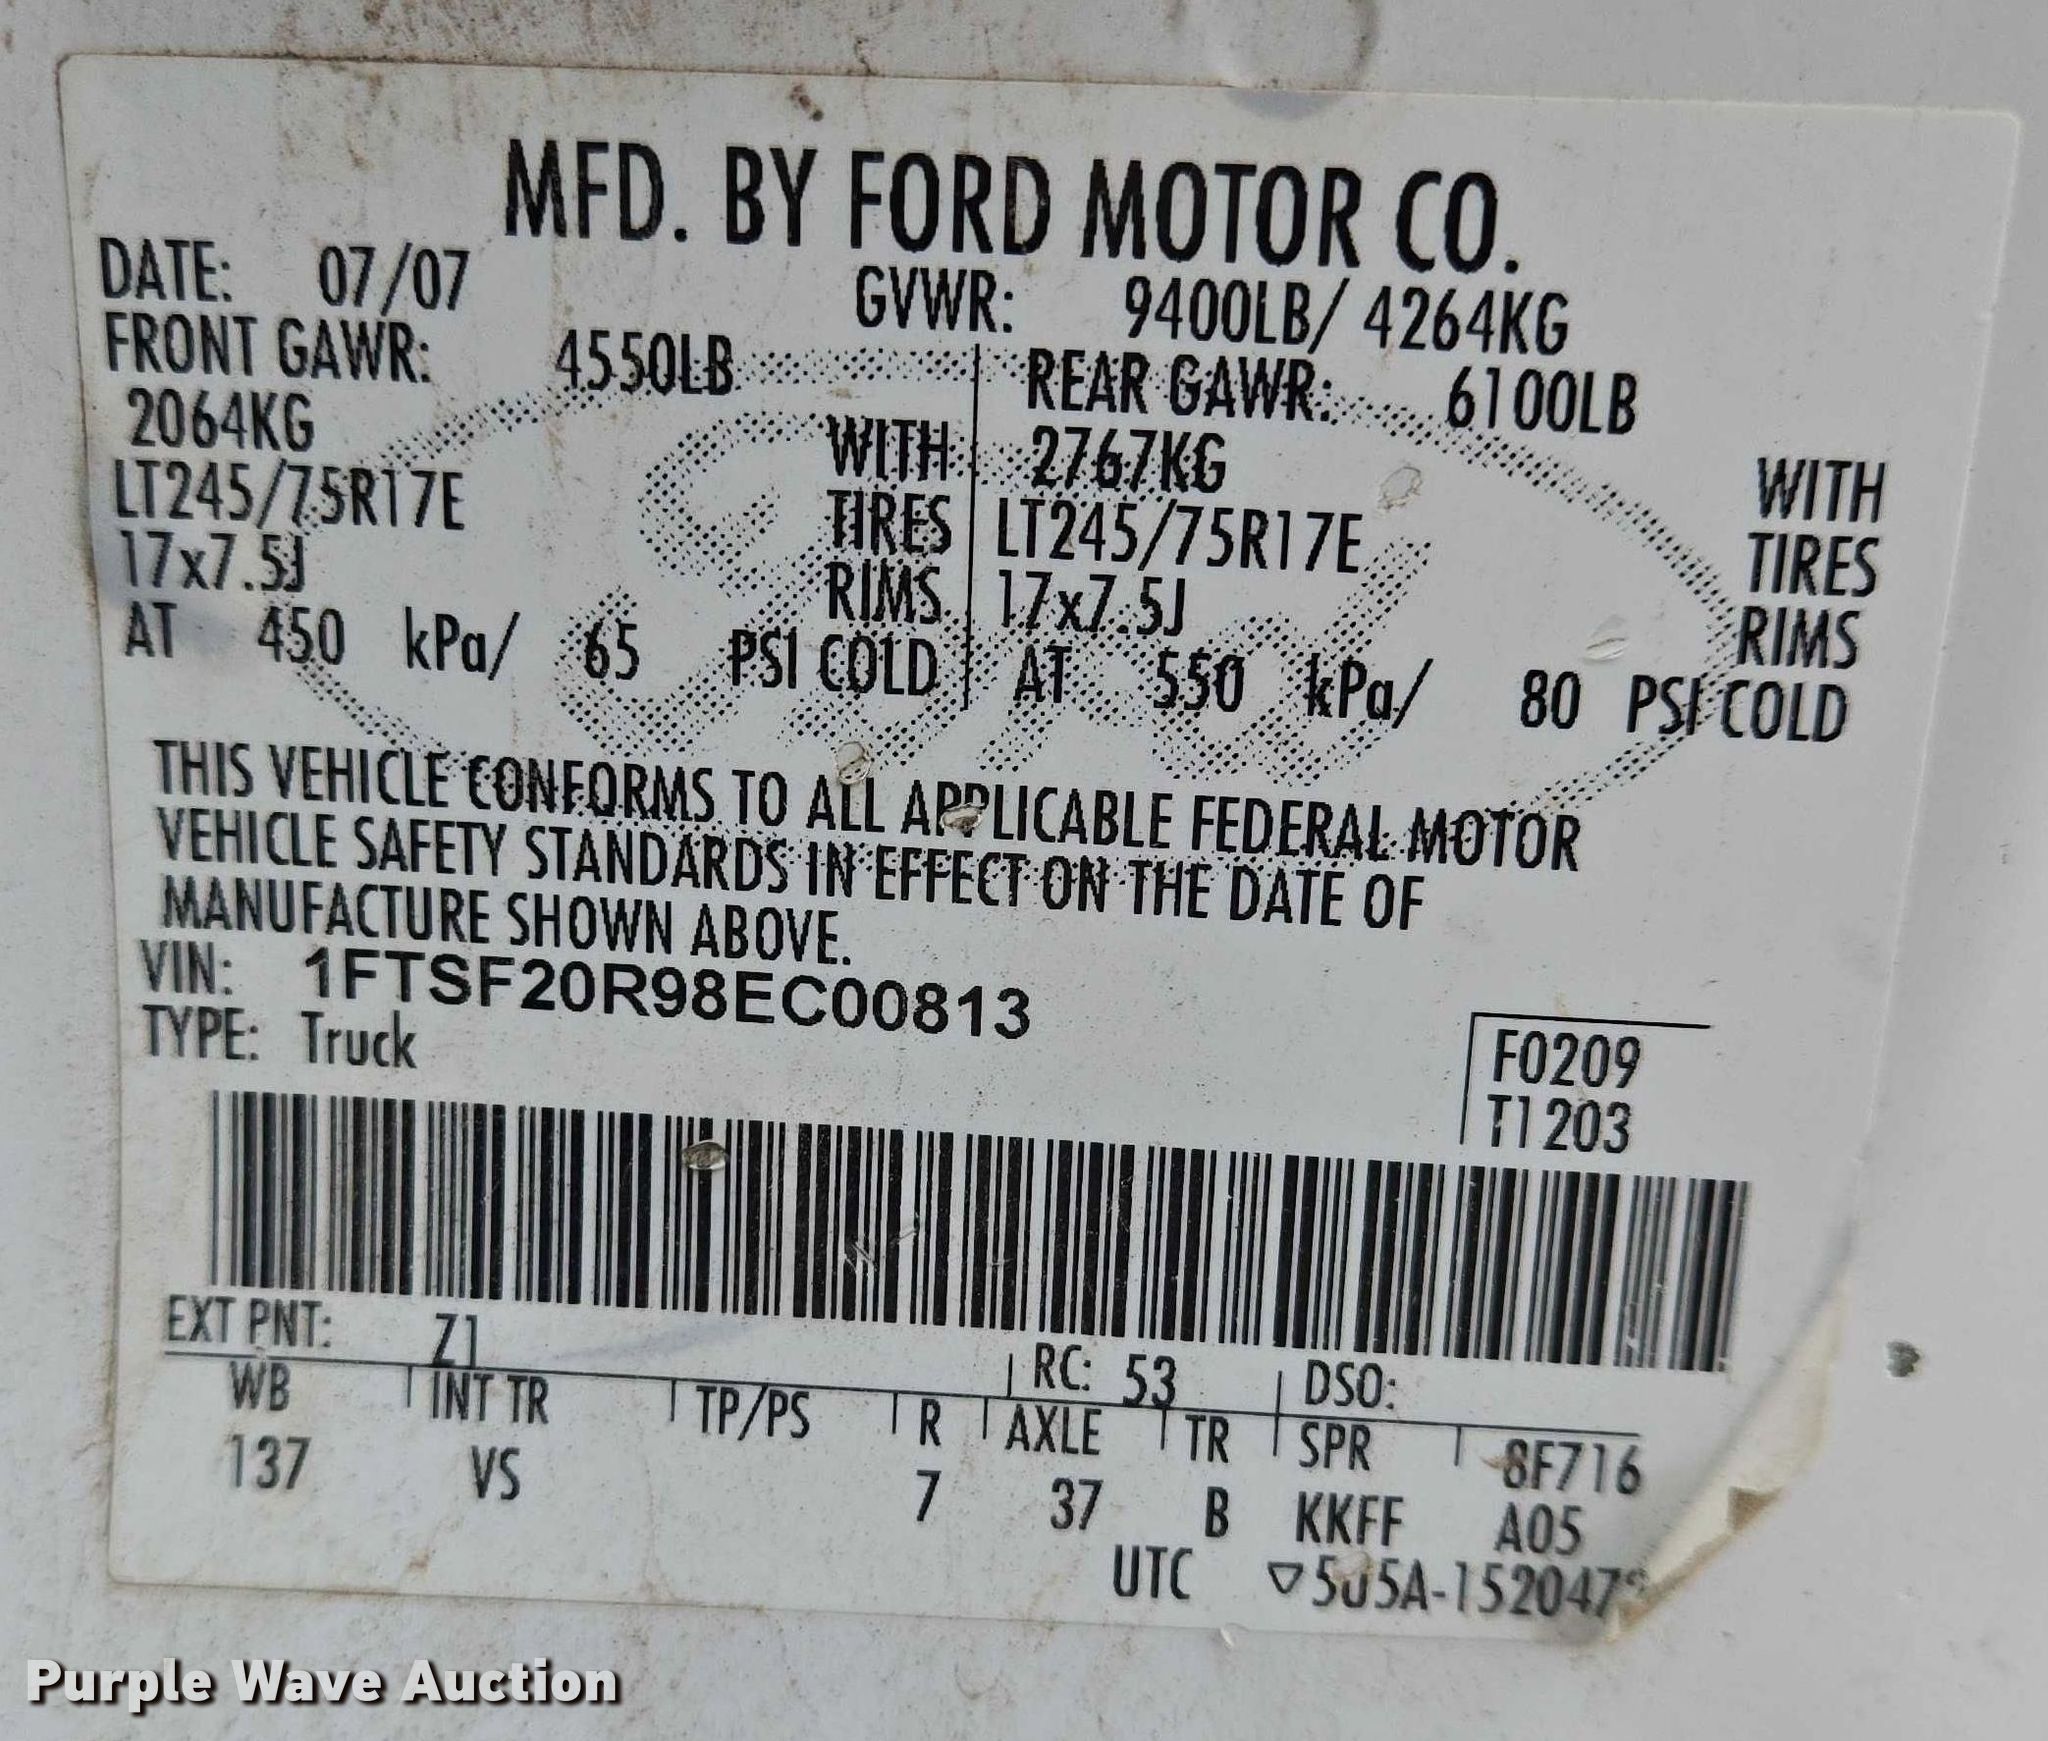 MFD. BY FORD MOTOR CO.
DATE: 07/07 GVWR: 9400LB/ 4264KG
FRONT GAWR: 4550LB REAR GAWR: 6100LB
2064KG WITH 2767KG WITH
LT245/75R17E TIRES LT245/75R17E TIRES
17x7.5J RIMS 17x7.5J RIMS
AT 450 kPa/ 65 PSI COLD AT 550 kPa/ 80 PSI COLD
THIS VEHICLE CONFORMS TO ALL APPLICABLE FEDERAL MOTOR
VEHICLE SAFETY STANDARDS IN EFFECT ON THE DATE OF
MANUFACTURE SHOWN ABOVE.
VIN: 1FTSF20R98EC00813
TYPE: Truck
F0209
T1203
EXT PNT: Z1 RC: 53 DSO:
WB INT TR TP/PS R AXLE TR SPR 8F716
137 VS 7 37 B KKFF A05
UTC
Purple Wave Auction